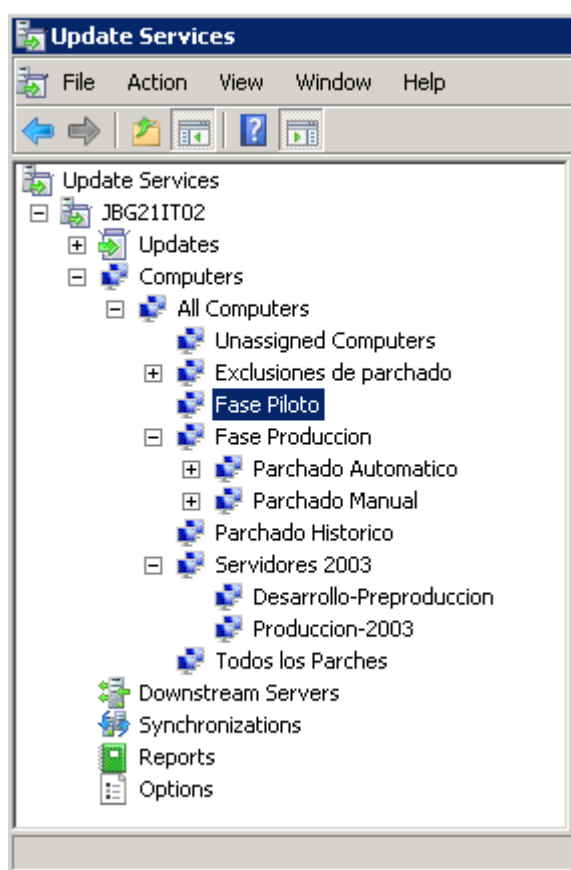 Update Services
File Action View Window Help
Update Services
JBG21IT02
Updates
Computers
All Computers
Unassigned Computers
Exclusiones de parchado
Fase Piloto
Fase Produccion
Parchado Automatico
Parchado Manual
Parchado Historico
Servidores 2003
Desarrollo-Preproduccion
Produccion-2003
Todos los Parches
Downstream Servers
Synchronizations
Reports
Options